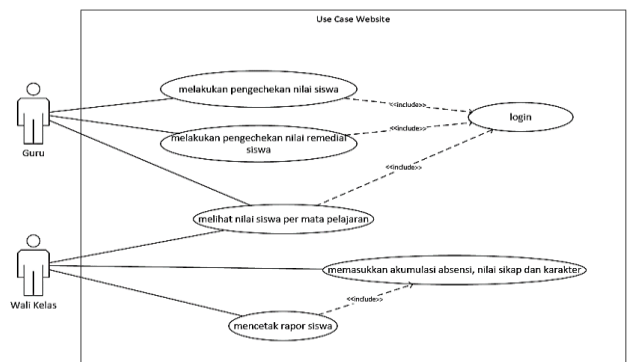 Use Case Website
melakukan pengechekan nilai siswa
<<include>>
login
melakukan pengechekan nilai remedial
siswa
<<include>>
Guru
<<include>>
melihat nilai siswa per mata pelajaran
memasukkan akumulasi absensi, nilai sikap dan karakter
Wali Kelas
<<include>>
mencetak rapor siswa